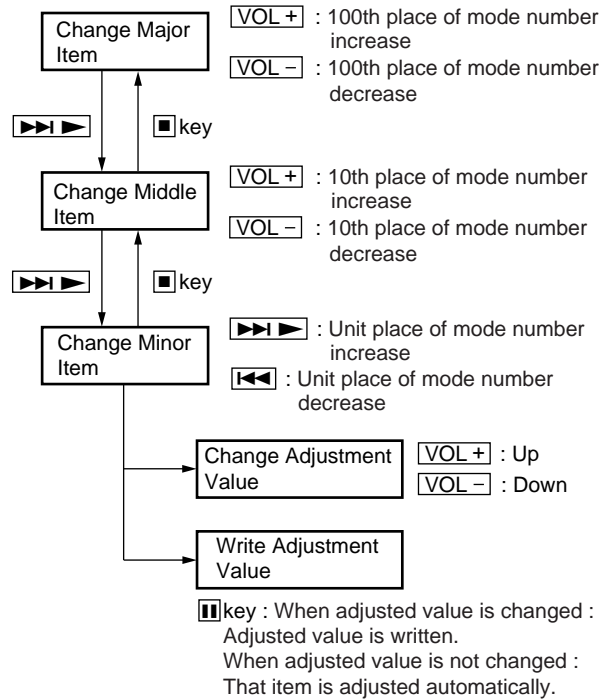 Change Major
Item
VOL + : 100th place of mode number
increase
VOL − : 100th place of mode number
decrease
key
Change Middle
Item
VOL + : 10th place of mode number
increase
VOL − : 10th place of mode number
decrease
key
Change Minor
Item
: Unit place of mode number
increase
: Unit place of mode number
decrease
Change Adjustment
Value
VOL + : Up
VOL − : Down
Write Adjustment
Value
key : When adjusted value is changed :
Adjusted value is written.
When adjusted value is not changed :
That item is adjusted automatically.